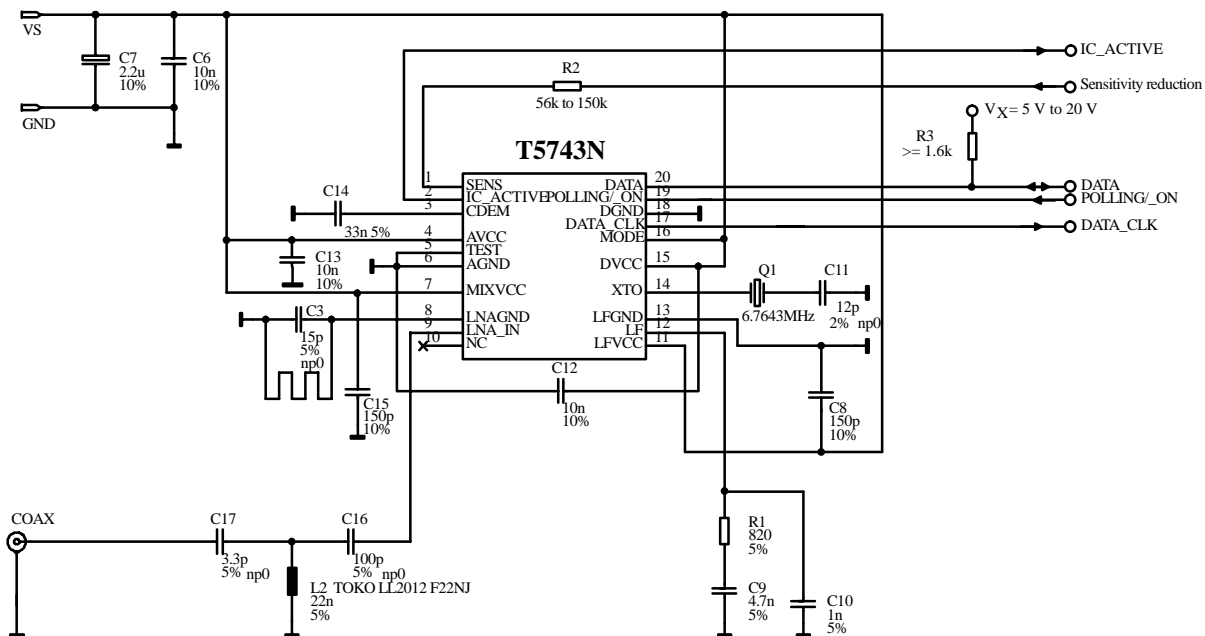 VS
C7
2.2u
10%
C6
10n
10%
GND
IC_ACTIVE
R2
56k to 150k
Sensitivity reduction
VX= 5 V to 20 V
R3
>= 1.6k
T5743N
1 SENS DATA 20
2 IC_ACTIVE POLLING/_ON 19
3 CDEM DGND 18
DATA_CLK 17
4 AVCC MODE 16
5 TEST
6 AGND DVCC 15
7 MIXVCC XTO 14
8 LNAGND LFGND 13
9 LNA_IN LF 12
10 NC LFVCC 11
DATA
POLLING/_ON
DATA_CLK
C14
33n 5%
C13
10n
10%
Q1
6.7643MHz
C11
12p
2% np0
C3
15p
5%
np0
C15
150p
10%
C12
10n
10%
C8
150p
10%
COAX
C17
3.3p
5% np0
C16
100p
5% np0
L2 TOKO LL2012 F22NJ
22n
5%
R1
820
5%
C9
4.7n
5%
C10
1n
5%